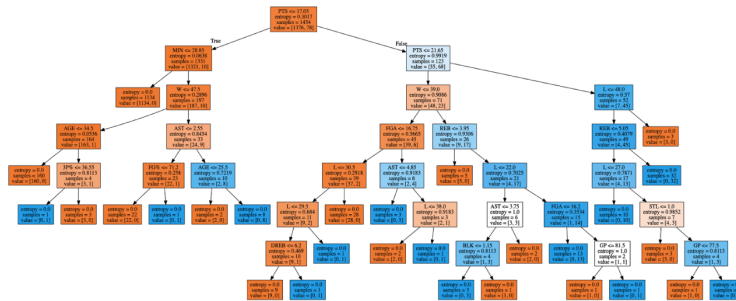 PTS <= 17.05
entropy = 0.3017
samples = 1454
value = [1376, 78]
True
False
MIN <= 28.85
entropy = 0.0638
samples = 1331
value = [1321, 10]
PTS <= 21.65
entropy = 0.9919
samples = 123
value = [55, 68]
entropy = 0.0
samples = 1134
value = [1134, 0]
W <= 47.5
entropy = 0.2896
samples = 197
value = [187, 10]
W <= 39.0
entropy = 0.9086
samples = 71
value = [48, 23]
L <= 48.0
entropy = 0.57
samples = 52
value = [7, 45]
AGE <= 34.5
entropy = 0.0536
samples = 164
value = [163, 1]
AST <= 2.55
entropy = 0.8454
samples = 33
value = [24, 9]
FGA <= 16.75
entropy = 0.5665
value = [39, 6]
REB <= 3.95
entropy = 0.9306
samples = 26
value = [9, 17]
REB <= 5.05
entropy = 0.4079
samples = 49
value = [4, 45]
entropy = 0.0
samples = 3
value = [3, 0]
entropy = 0.0
samples = 160
value = [160, 0]
entropy = 0.8113
samples = 4
value = [3, 1]
entropy = 0.258
samples = 23
value = [22, 1]
AGE <= 25.5
entropy = 0.7219
samples = 10
value = [2, 8]
L <= 30.5
entropy = 0.2918
samples = 39
value = [37, 2]
AST <= 4.85
entropy = 0.9183
samples = 6
value = [2, 4]
entropy = 0.0
samples = 5
value = [5, 0]
L <= 22.0
entropy = 0.7025
samples = 21
value = [4, 17]
L <= 27.0
entropy = 0.7871
samples = 17
value = [4, 13]
entropy = 0.0
samples = 32
value = [0, 32]
entropy = 0.0
samples = 1
value = [0, 1]
entropy = 0.0
samples = 3
value = [3, 0]
entropy = 0.0
samples = 22
value = [22, 0]
entropy = 0.0
samples = 1
value = [0, 1]
entropy = 0.0
samples = 2
value = [2, 0]
entropy = 0.0
samples = 8
value = [0, 8]
L <= 29.5
entropy = 0.684
samples = 11
value = [9, 2]
entropy = 0.0
samples = 28
value = [28, 0]
entropy = 0.0
samples = 3
value = [0, 3]
entropy = 0.9183
samples = 3
value = [2, 1]
AST <= 3.75
entropy = 1.0
samples = 6
value = [3, 3]
FGA <= 16.2
samples = 15
value = [1, 14]
entropy = 0.0
samples = 10
value = [0, 10]
STL <= 1.0
entropy = 0.9852
samples = 7
value = [4, 3]
DREB <= 6.2
entropy = 0.469
samples = 10
value = [9, 1]
entropy = 0.0
samples = 1
value = [0, 1]
entropy = 0.0
samples = 2
value = [2, 0]
entropy = 0.0
samples = 1
value = [0, 1]
BLK <= 1.15
entropy = 0.8113
samples = 4
value = [1, 3]
entropy = 0.0
samples = 2
value = [2, 0]
entropy = 0.0
samples = 13
value = [0, 13]
GP <= 81.5
entropy = 1.0
samples = 2
value = [1, 1]
entropy = 0.0
samples = 3
value = [3, 0]
GP <= 77.5
entropy = 0.8113
samples = 4
value = [1, 3]
entropy = 0.0
samples = 9
value = [9, 0]
entropy = 0.0
samples = 1
value = [0, 1]
entropy = 0.0
samples = 3
value = [0, 3]
entropy = 0.0
samples = 1
value = [1, 0]
entropy = 0.0
samples = 1
value = [1, 0]
entropy = 0.0
samples = 1
value = [0, 1]
entropy = 0.0
samples = 1
value = [1, 0]
entropy = 0.0
samples = 3
value = [0, 3]